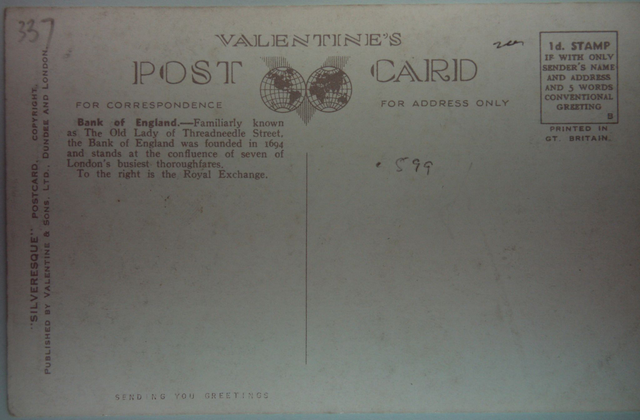 337
VALENTINE'S
POST CARD
FOR CORRESPONDENCE
FOR ADDRESS ONLY
1d. STAMP
IF WITH ONLY
SENDER'S NAME
AND ADDRESS
AND 5 WORDS
CONVENTIONAL
GREETING
B
PRINTED IN
GT. BRITAIN.
Bank of England.—Familiarly known
as The Old Lady of Threadneedle Street,
the Bank of England was founded in 1694
and stands at the confluence of seven of
London's busiest thoroughfares.
To the right is the Royal Exchange.
599
"SILVERESQUE" POSTCARD. COPYRIGHT.
PUBLISHED BY VALENTINE & SONS, LTD., DUNDEE AND LONDON.
SENDING YOU GREETINGS